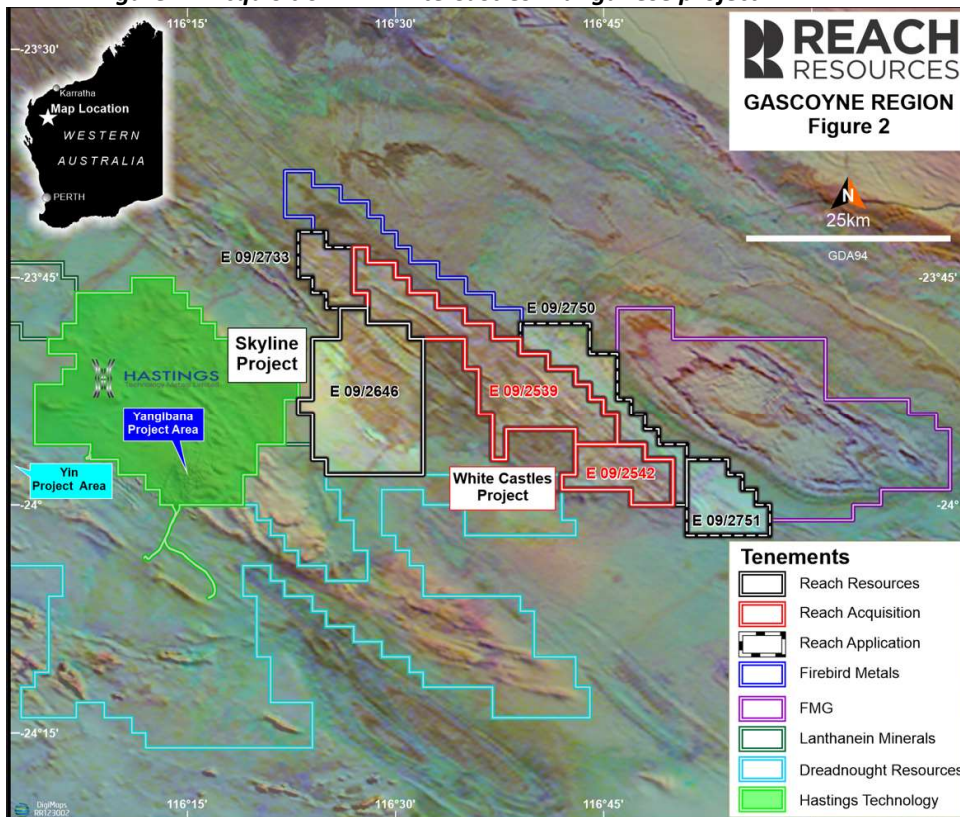 116°15'
116°30'
116°45'
-23°30'
Karratha
Map Location
WESTERN
AUSTRALIA
PERTH
REACH
RESOURCES
GASCOYNE REGION
Figure 2
N
25km
GDA94
-23°45'
-23°45'
E 09/2733
E 09/2750
Skyline
Project
HASTINGS
E 09/2646
E 09/2539
Yangibana
Project Area
Yin
Project Area
White Castles
Project
E 09/2542
E 09/2751
-24°
-24°
Tenements
Reach Resources
Reach Acquisition
Reach Application
Firebird Metals
FMG
Lanthanein Minerals
Dreadnought Resources
Hastings Technology
-24°15'
DigiMaps
RR123002
116°15'
116°30'
116°45'